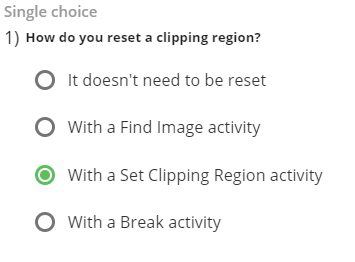 Single choice
1) How do you reset a clipping region?
It doesn't need to be reset
With a Find Image activity
With a Set Clipping Region activity
With a Break activity